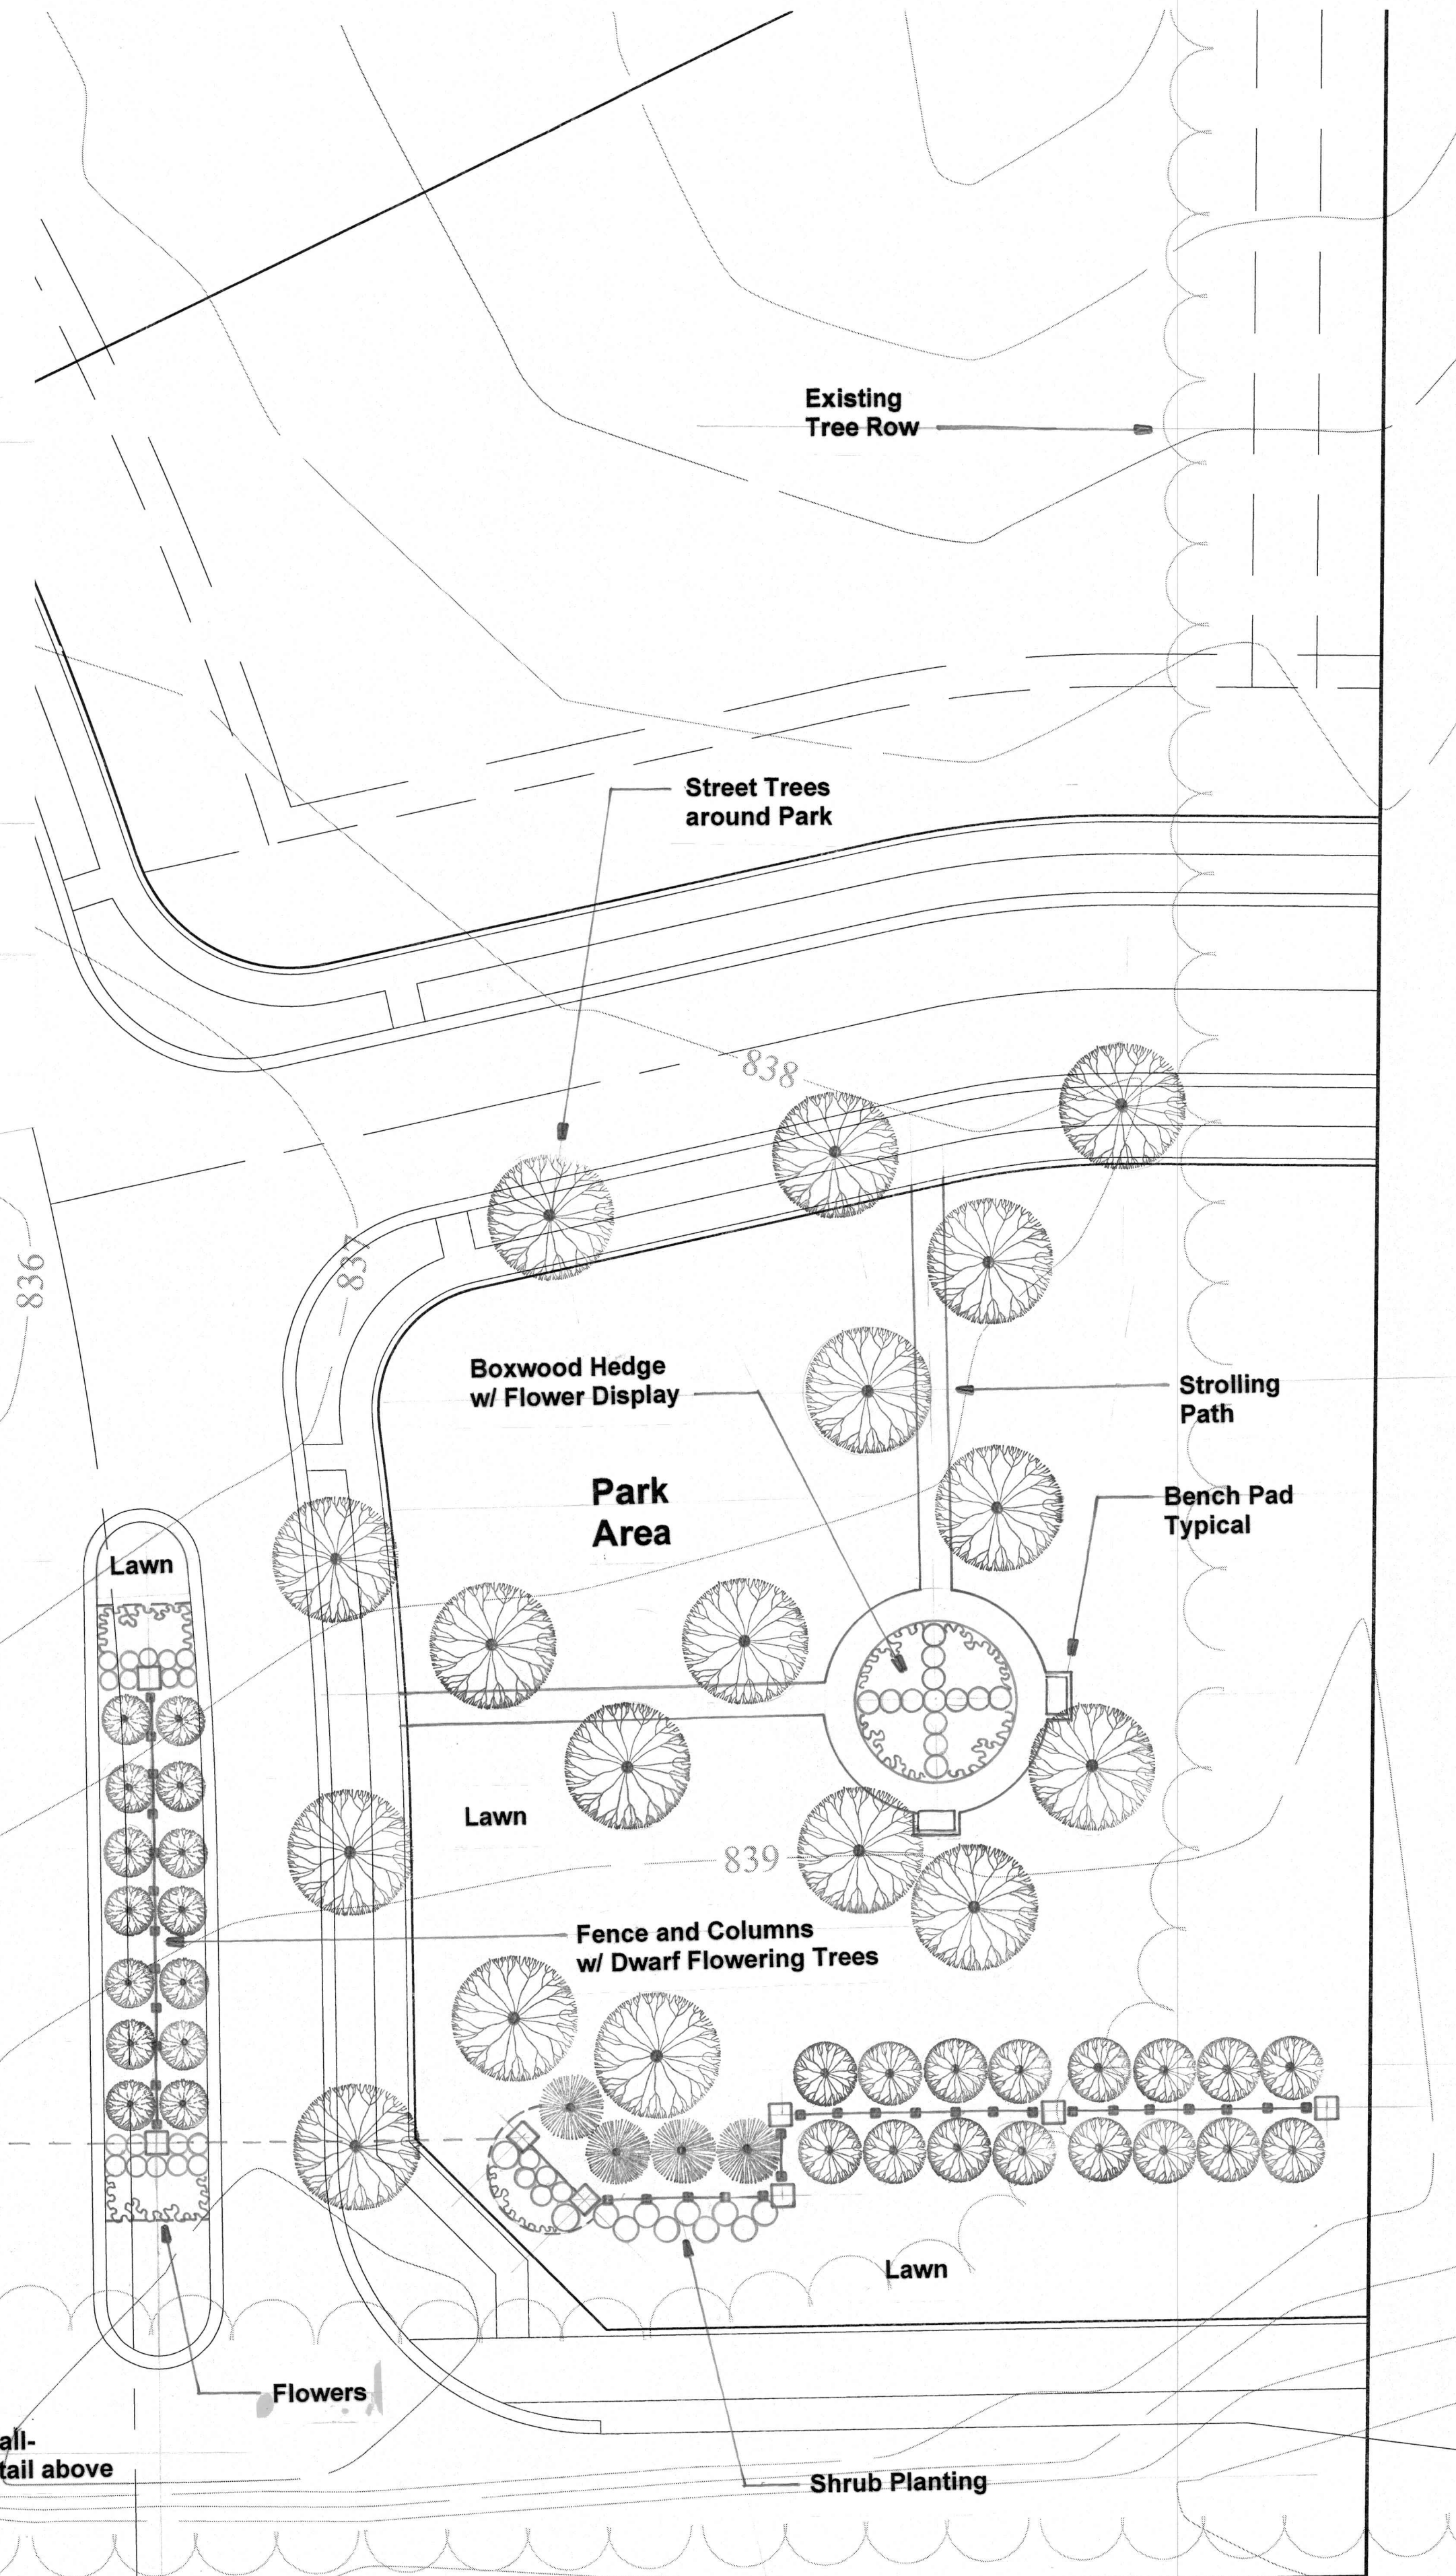 Existing
Tree Row
Street Trees
around Park
838
837
836
Boxwood Hedge
w/ Flower Display
Strolling
Path
Park
Area
Bench Pad
Typical
Lawn
Lawn
839
Fence and Columns
w/ Dwarf Flowering Trees
Lawn
Flowers
all-
tail above
Shrub Planting